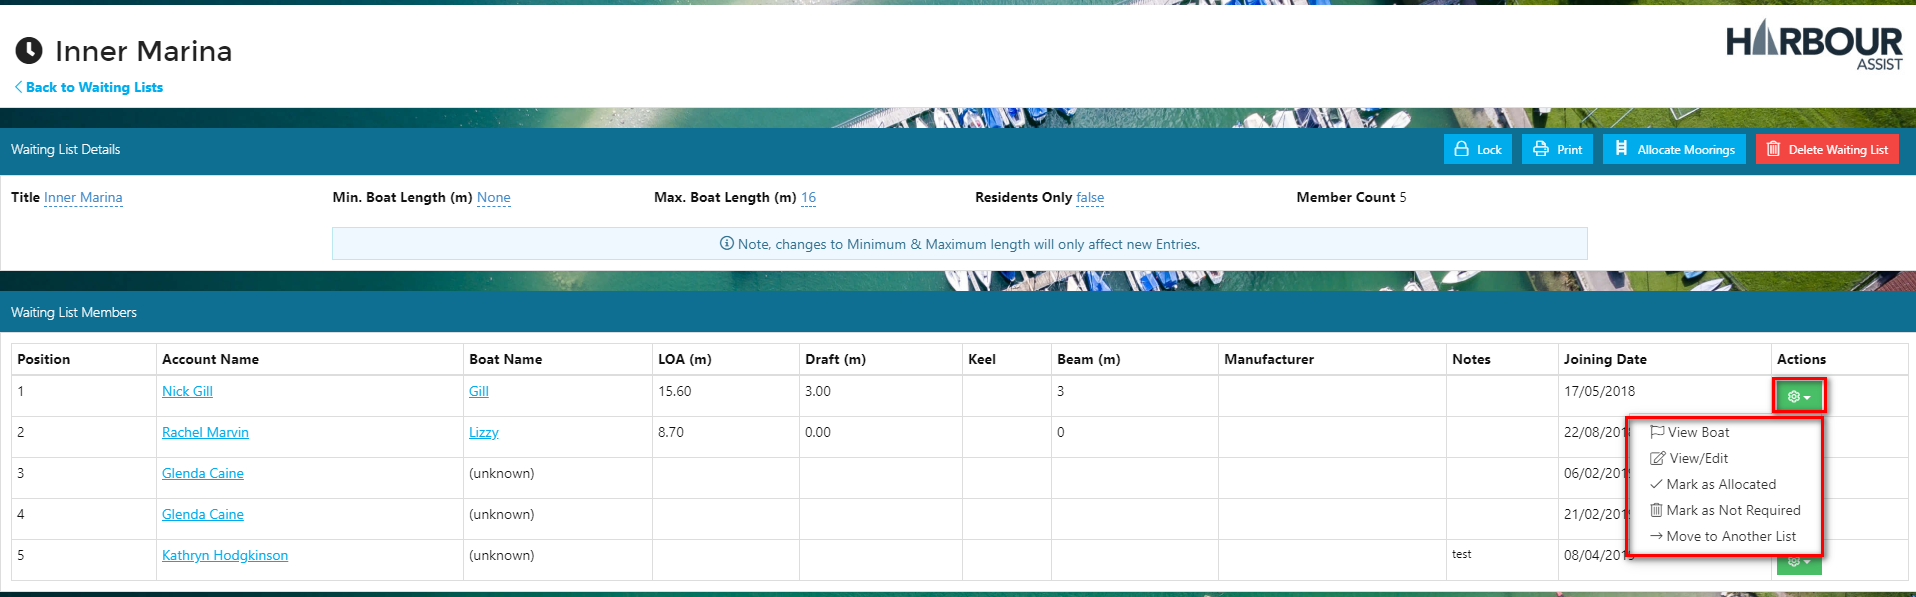 Inner Marina
HARBOUR
ASSIST
Back to Waiting Lists
Waiting List Details
Lock
Print
Allocate Moorings
Delete Waiting List
Title Inner Marina Min. Boat Length (m) None Max. Boat Length (m) 16 Residents Only false Member Count 5
Note, changes to Minimum & Maximum length will only affect new Entries.
Waiting List Members
Position Account Name Boat Name LOA (m) Draft (m) Keel Beam (m) Manufacturer Notes Joining Date Actions
1 Nick Gill Gill 15.60 3.00 3 17/05/2018
2 Rachel Marvin Lizzy 8.70 0.00 0 22/08/201
3 Glenda Caine (unknown) 06/02/201
4 Glenda Caine (unknown) 21/02/201
5 Kathryn Hodgkinson (unknown) test 08/04/201
View Boat
View/Edit
Mark as Allocated
Mark as Not Required
Move to Another List